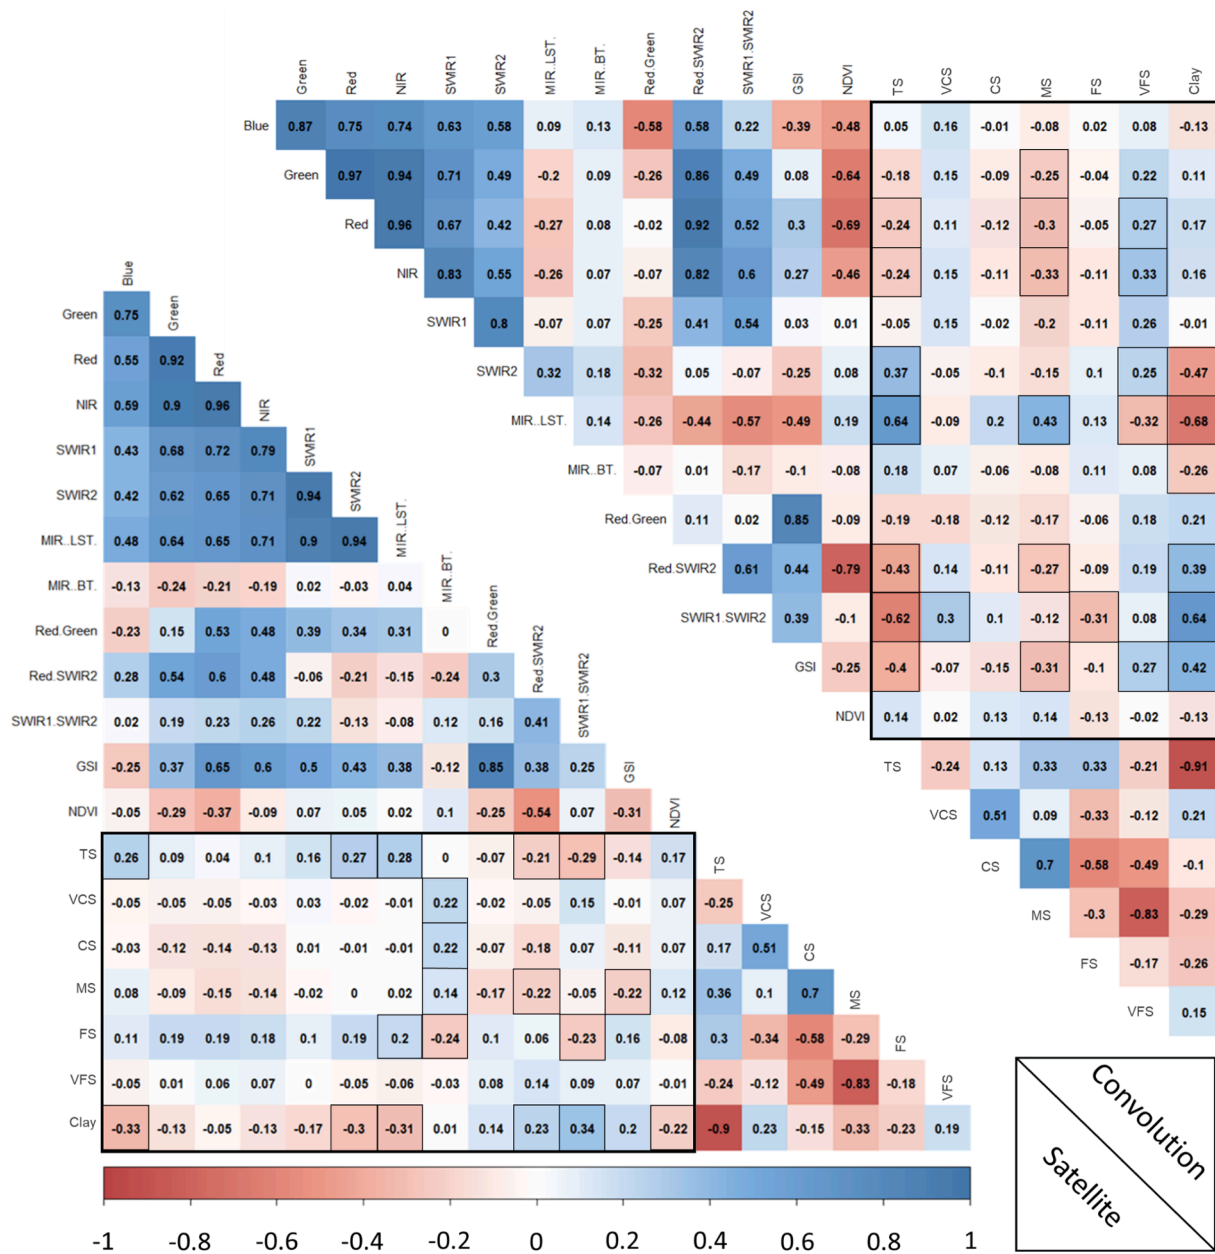 Green Red NIR SWIR1 SWIR2 MIR..LST. MIR..BT. Red.Green Red.SWIR2 SWIR1.SWIR2 GSI NDVI TS VCS CS MS FS VFS Clay
Blue 0.87 0.75 0.74 0.63 0.58 0.09 0.13 -0.58 0.58 0.22 -0.39 -0.48 0.05 0.16 -0.01 -0.08 0.02 0.08 -0.13
Green 0.97 0.94 0.71 0.49 -0.2 0.09 -0.26 0.86 0.49 0.08 -0.64 -0.18 0.15 -0.09 -0.25 -0.04 0.22 0.11
Red 0.96 0.67 0.42 -0.27 0.08 -0.02 0.92 0.52 0.3 -0.69 -0.24 0.11 -0.12 -0.3 -0.05 0.27 0.17
NIR 0.83 0.55 -0.26 0.07 -0.07 0.82 0.6 0.27 -0.46 -0.24 0.15 -0.11 -0.33 -0.11 0.33 0.16
SWIR1 0.8 -0.07 0.07 -0.25 0.41 0.54 0.03 0.01 -0.05 0.15 -0.02 -0.2 -0.11 0.26 -0.01
SWIR2 0.32 0.18 -0.32 0.05 -0.07 -0.25 0.08 0.37 -0.05 -0.1 -0.15 0.1 0.25 -0.47
MIR..LST. 0.14 -0.26 -0.44 -0.57 -0.49 0.19 0.64 -0.09 0.2 0.43 0.13 -0.32 -0.68
MIR..BT. -0.07 0.01 -0.17 -0.1 -0.08 0.18 0.07 -0.06 -0.08 0.11 0.08 -0.26
Red.Green 0.11 0.02 0.85 -0.09 -0.19 -0.18 -0.12 -0.17 -0.06 0.18 0.21
Red.SWIR2 0.61 0.44 -0.79 -0.43 0.14 -0.11 -0.27 -0.09 0.19 0.39
SWIR1.SWIR2 0.39 -0.1 -0.62 0.3 0.1 -0.12 -0.31 0.08 0.64
GSI -0.25 -0.4 -0.07 -0.15 -0.31 -0.1 0.27 0.42
NDVI 0.14 0.02 0.13 0.14 -0.13 -0.02 -0.13
TS -0.24 0.13 0.33 0.33 -0.21 -0.91
VCS 0.51 0.09 -0.33 -0.12 0.21
CS 0.7 -0.58 -0.49 -0.1
MS -0.3 -0.83 -0.29
FS -0.17 -0.26
VFS 0.15
Blue
Green 0.75 Green
Red 0.55 0.92 Red
NIR 0.59 0.9 0.96 NIR
SWIR1 0.43 0.68 0.72 0.79 SWIR1
SWIR2 0.42 0.62 0.65 0.71 0.94 SWIR2
MIR..LST. 0.48 0.64 0.65 0.71 0.9 0.94 MIR..LST.
MIR..BT. -0.13 -0.24 -0.21 -0.19 0.02 -0.03 0.04 MIR..BT.
Red.Green -0.23 0.15 0.53 0.48 0.39 0.34 0.31 0 Red.Green
Red.SWIR2 0.28 0.54 0.6 0.48 -0.06 -0.21 -0.15 -0.24 0.3 Red.SWIR2
SWIR1.SWIR2 0.02 0.19 0.23 0.26 0.22 -0.13 -0.08 0.12 0.16 0.41 SWIR1.SWIR2
GSI -0.25 0.37 0.65 0.6 0.5 0.43 0.38 -0.12 0.85 0.38 0.25 GSI
NDVI -0.05 -0.29 -0.37 -0.09 0.07 0.05 0.02 0.1 -0.25 -0.54 0.07 -0.31 NDVI
TS 0.26 0.09 0.04 0.1 0.16 0.27 0.28 0 -0.07 -0.21 -0.29 -0.14 0.17 TS
VCS -0.05 -0.05 -0.05 -0.03 0.03 -0.02 -0.01 0.22 -0.02 -0.05 0.15 -0.01 0.07 -0.25 VCS
CS -0.03 -0.12 -0.14 -0.13 0.01 -0.01 -0.01 0.22 -0.07 -0.18 0.07 -0.11 0.07 0.17 0.51 CS
MS 0.08 -0.09 -0.15 -0.14 -0.02 0 0.02 0.14 -0.17 -0.22 -0.05 -0.22 0.12 0.36 0.1 0.7 MS
FS 0.11 0.19 0.19 0.18 0.1 0.19 0.2 -0.24 0.1 0.06 -0.23 0.16 -0.08 0.3 -0.34 -0.58 -0.29 FS
VFS -0.05 0.01 0.06 0.07 0 -0.05 -0.06 -0.03 0.08 0.14 0.09 0.07 -0.01 -0.24 -0.12 -0.49 -0.83 -0.18 VFS
Clay -0.33 -0.13 -0.05 -0.13 -0.17 -0.3 -0.31 0.01 0.14 0.23 0.34 0.2 -0.22 -0.9 0.23 -0.15 -0.33 -0.23 0.19
-1 -0.8 -0.6 -0.4 -0.2 0 0.2 0.4 0.6 0.8 1
Convolution
Satellite